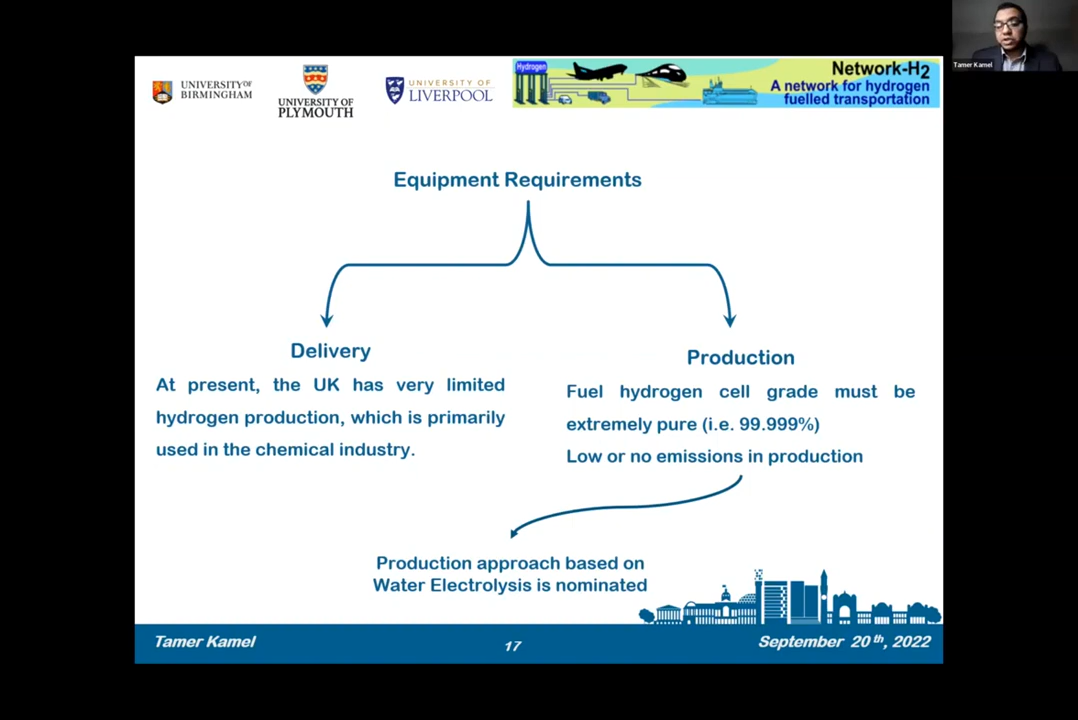 Tamer Kamel
UNIVERSITY OF
BIRMINGHAM
UNIVERSITY OF
PLYMOUTH
UNIVERSITY OF
LIVERPOOL
Hydrogen
Network-H2
A network for hydrogen
fuelled transportation
Equipment Requirements
Delivery
At present, the UK has very limited
hydrogen production, which is primarily
used in the chemical industry.
Production
Fuel hydrogen cell grade must be
extremely pure (i.e. 99.999%)
Low or no emissions in production
Production approach based on
Water Electrolysis is nominated
Tamer Kamel
17
September 20th, 2022